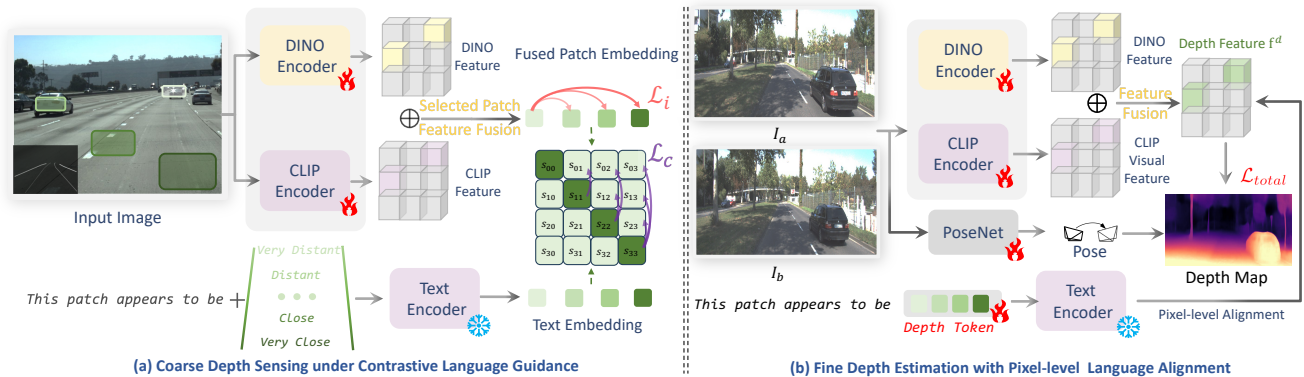 DINO
Encoder
DINO
Feature
Fused Patch Embedding
Selected Patch
Feature Fusion
ℒi
CLIP
Encoder
CLIP
Feature
Input Image
s00 s01 s02 s03
s10 s11 s12 s13
s20 s21 s22 s23
s30 s31 s32 s33
ℒc
This patch appears to be +
Very Distant
Distant
Close
Very Close
Text
Encoder
Text Embedding
(a) Coarse Depth Sensing under Contrastive Language Guidance
Ia
Ib
DINO
Encoder
DINO
Feature
CLIP
Encoder
CLIP
Visual
Feature
Feature
Fusion
Depth Feature fd
ℒtotal
PoseNet
Pose
Depth Map
This patch appears to be
Depth Token
Text
Encoder
Pixel-level Alignment
(b) Fine Depth Estimation with Pixel-level Language Alignment